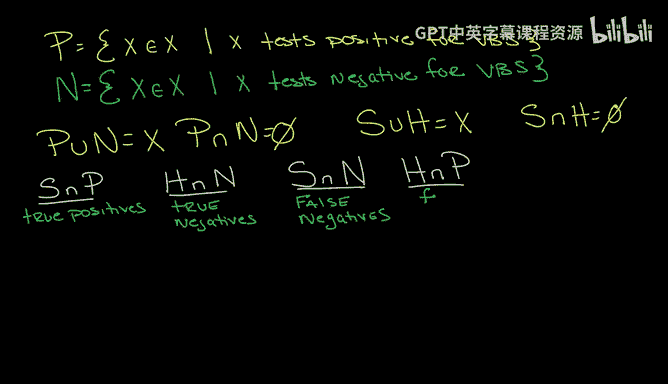 P={ x ∈ X | x tests positive for VBS}
GPT中英字幕课程资源 bilibili
N={ x ∈ X | x tests negative for VBS}
P∪N=X P∩N=∅ S∪H=X S∩H=∅
S∩P H∩N S∩N H∩P
true positives TRUE Negatives FALSE Negatives f